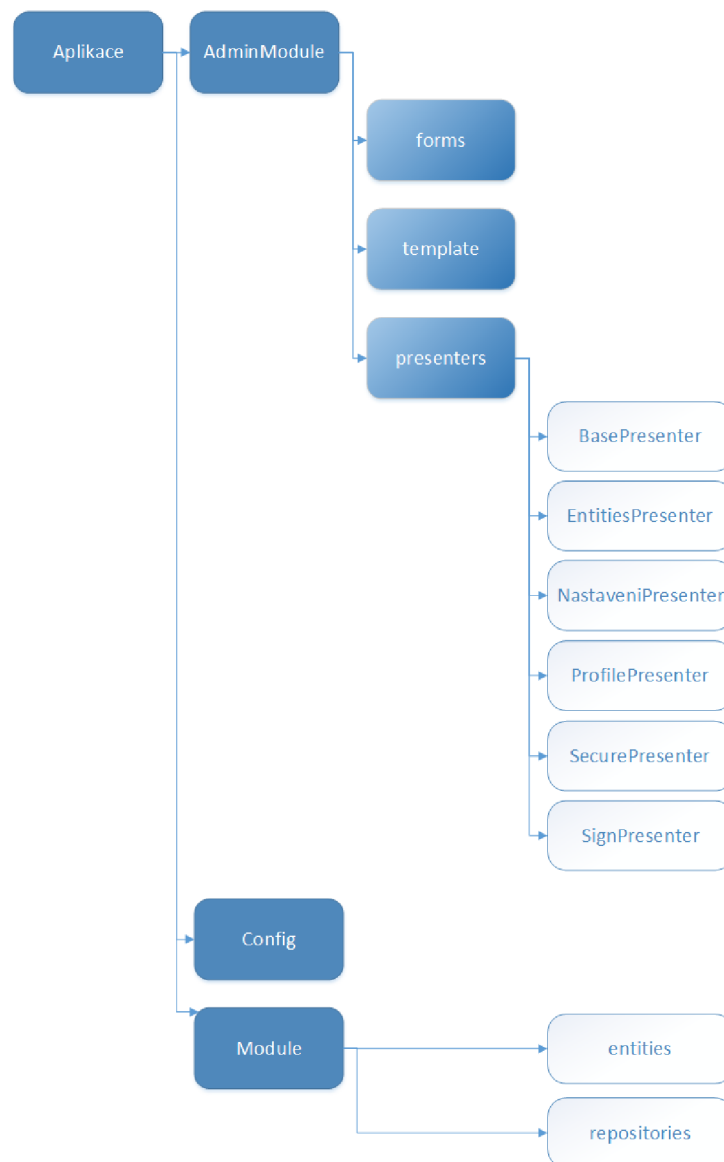 Aplikace
AdminModule
forms
template
presenters
BasePresenter
EntitiesPresenter
NastaveniPresenter
ProfilePresenter
SecurePresenter
SignPresenter
Config
Module
entities
repositories